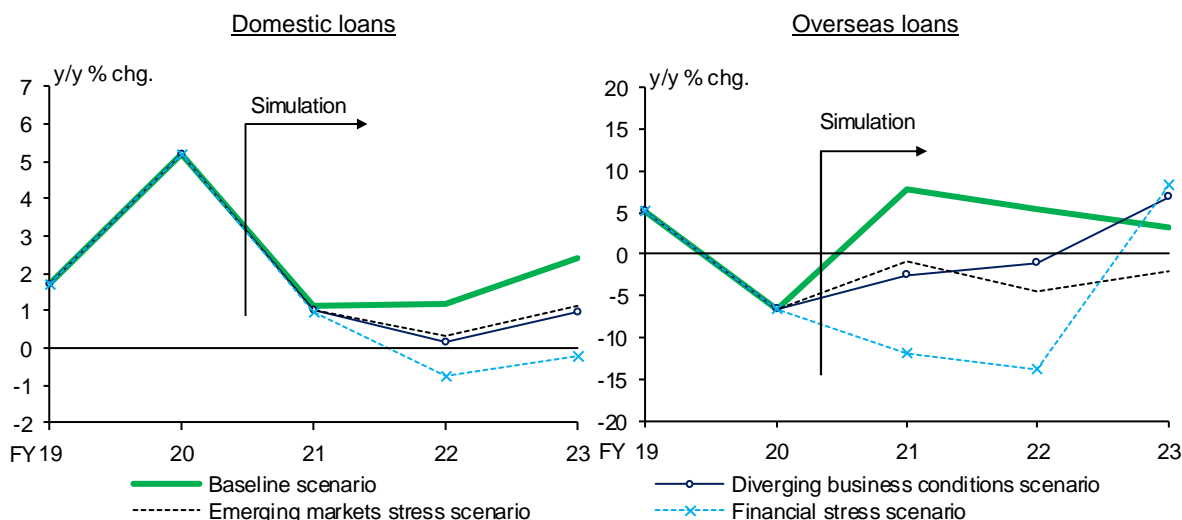 Domestic loans
y/y % chg.
7
6
5
4
3
2
1
0
-1
-2
Simulation
FY 19 20 21 22 23
Overseas loans
y/y % chg.
20
15
10
5
0
-5
-10
-15
-20
Simulation
FY 19 20 21 22 23
Baseline scenario
Emerging markets stress scenario
Diverging business conditions scenario
Financial stress scenario